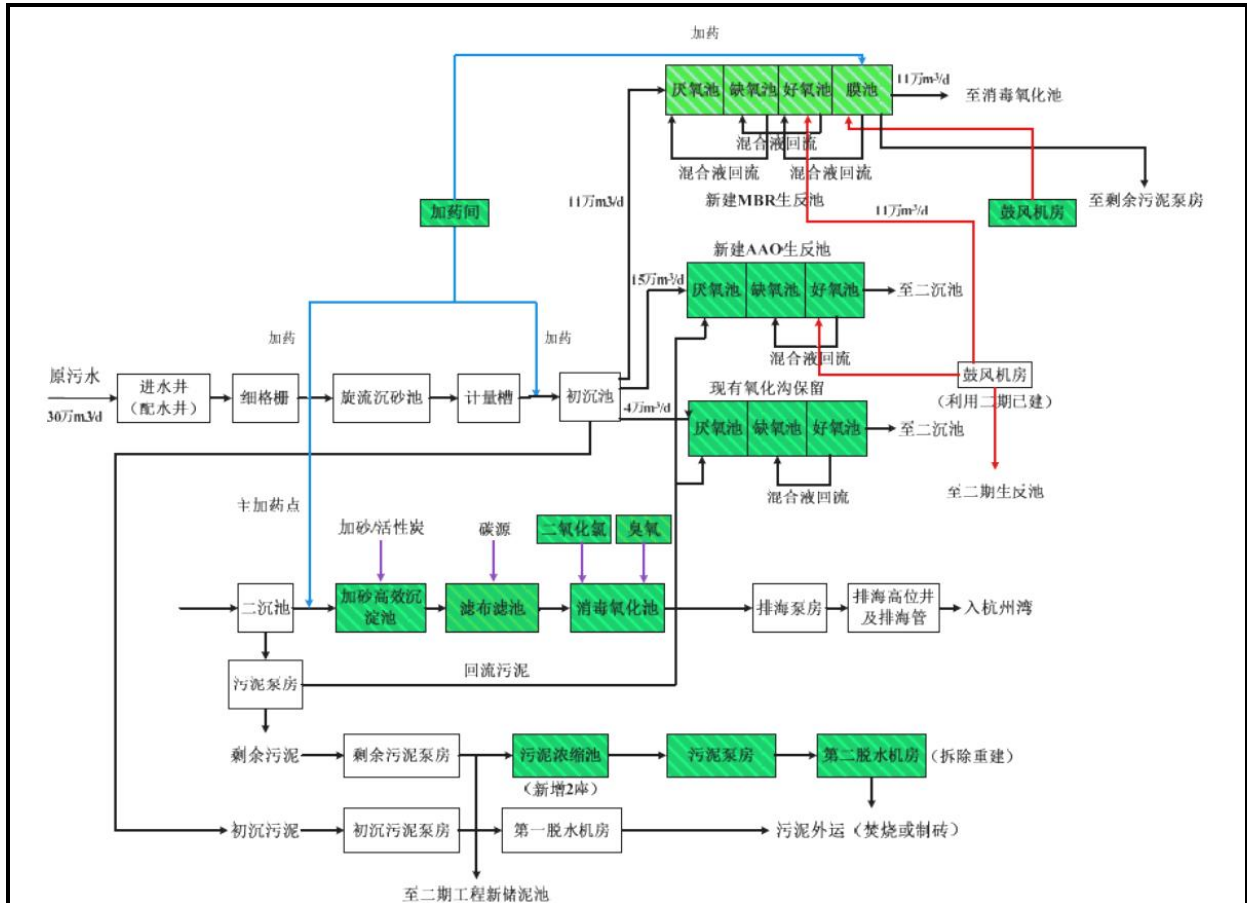 加药
厌氧池
缺氧池
好氧池
膜池
11万m³/d
至消毒氧化池
混合液回流
混合液回流
混合液回流
新建MBR生反池
至剩余污泥泵房
11万m3/d
加药间
11万m³/d
鼓风机房
新建AAO生反池
15万m³/d
厌氧池
缺氧池
好氧池
至二沉池
混合液回流
加药
加药
原污水
30万m3/d
进水井
(配水井)
细格栅
旋流沉砂池
计量槽
初沉池
4万m³/d
现有氧化沟保留
鼓风机房
(利用二期已建)
厌氧池
缺氧池
好氧池
至二沉池
混合液回流
至二期生反池
主加药点
加砂/活性炭
碳源
二氧化氯
臭氧
二沉池
加砂高效沉
淀池
滤布滤池
消毒氧化池
排海泵房
排海高位井
及排海管
入杭州湾
污泥泵房
回流污泥
剩余污泥
剩余污泥泵房
污泥浓缩池
(新增2座)
污泥泵房
第二脱水机房
(拆除重建)
初沉污泥
初沉污泥泵房
第一脱水机房
污泥外运(焚烧或制砖)
至二期工程新储泥池